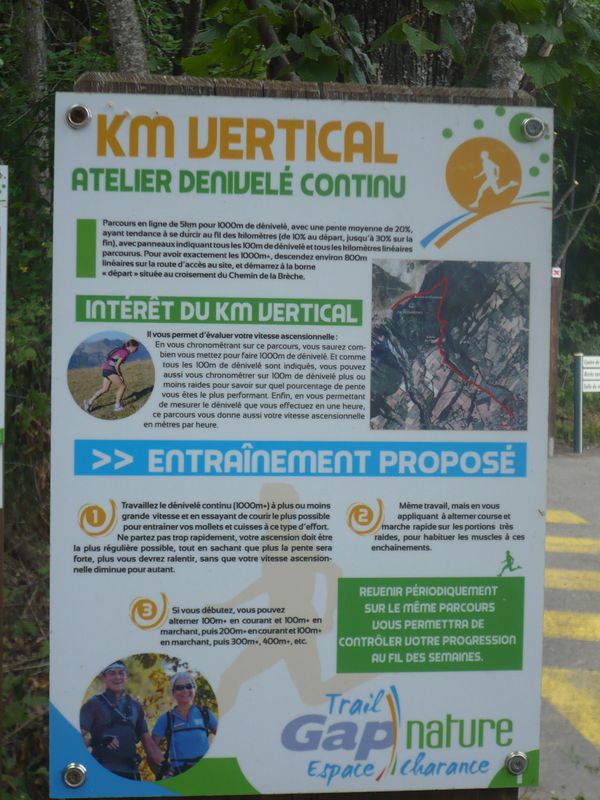 KM VERTICAL
ATELIER DENIVELÉ CONTINU
Parcours en ligne de 5km pour 1000m de dénivelé, avec une pente moyenne de 20%,
ayant tendance à se durcir au fil des kilomètres (de 10% au départ, jusqu'à 30% sur la
fin), avec panneaux indiquant tous les 100m de dénivelé et tous les kilomètres linéaires
parcourus. Pour avoir exactement les 1000m+, descendez environ 800m
linéaires sur la route d'accès au site, et démarrez à la borne
« départ » située au croisement du Chemin de la Brèche.
INTÉRÊT DU KM VERTICAL
Il vous permet d'évaluer votre vitesse ascensionnelle :
En vous chronométrant sur ce parcours, vous saurez com-
bien vous mettez pour faire 1000m de dénivelé. Et comme
tous les 100m de dénivelé sont indiqués, vous pouvez
aussi vous chronométrer sur 100m de dénivelé plus ou
moins raides pour savoir sur quel pourcentage de pente
vous êtes le plus performant. Enfin, en vous permettant
de mesurer le dénivelé que vous effectuez en une heure,
ce parcours vous donne aussi votre vitesse ascensionnelle
en mètres par heure.
>> ENTRAÎNEMENT PROPOSÉ
1
Travaillez le dénivelé continu (1000m+) à plus ou moins
grande vitesse et en essayant de courir le plus possible
pour entraîner vos mollets et cuisses à ce type d'effort.
Ne partez pas trop rapidement, votre ascension doit être
la plus régulière possible, tout en sachant que plus la pente sera
forte, plus vous devrez ralentir, sans que votre vitesse ascension-
nelle diminue pour autant.
2
Même travail, mais en vous
appliquant à alterner course et
marche rapide sur les portions très
raides, pour habituer les muscles à ces
enchainements.
3
Si vous débutez, vous pouvez
alterner 100m+ en courant et 100m+ en
marchant, puis 200m+ en courant et 100m+
en marchant, puis 300m+, 400m+, etc.
REVENIR PÉRIODIQUEMENT
SUR LE MÊME PARCOURS
VOUS PERMETTRA DE
CONTRÔLER VOTRE PROGRESSION
AU FIL DES SEMAINES.
Trail
Gap nature
Espace Charance